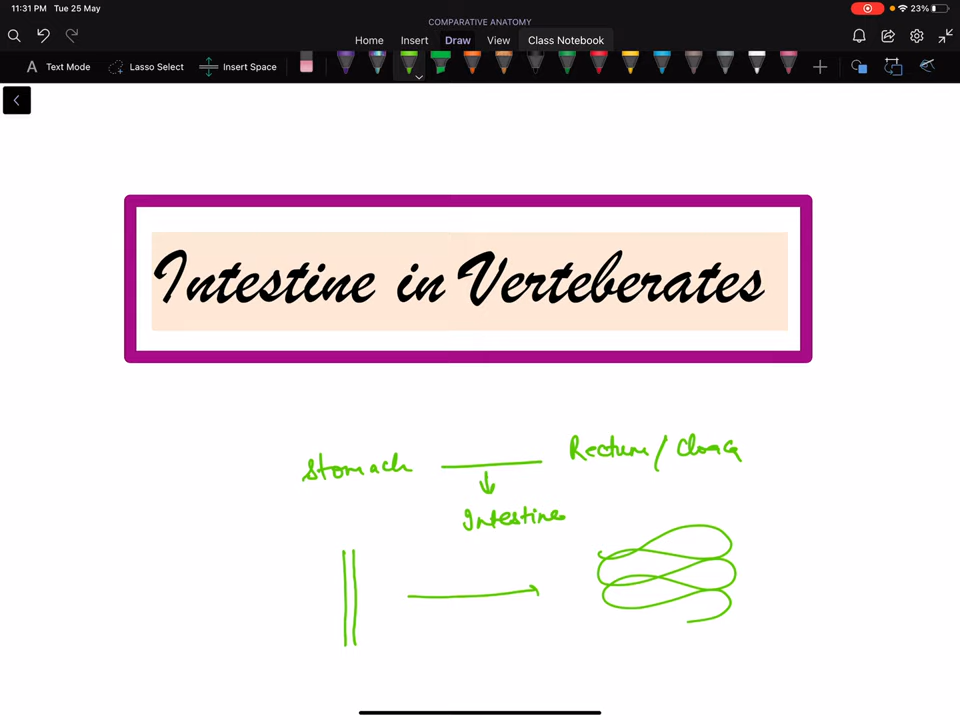 11:31 PM Tue 25 May
23%
COMPARATIVE ANATOMY
Home Insert Draw View Class Notebook
A Text Mode Lasso Select Insert Space
Intestine in Verteberates
Stomach Rectum / Cloaca
Intestine